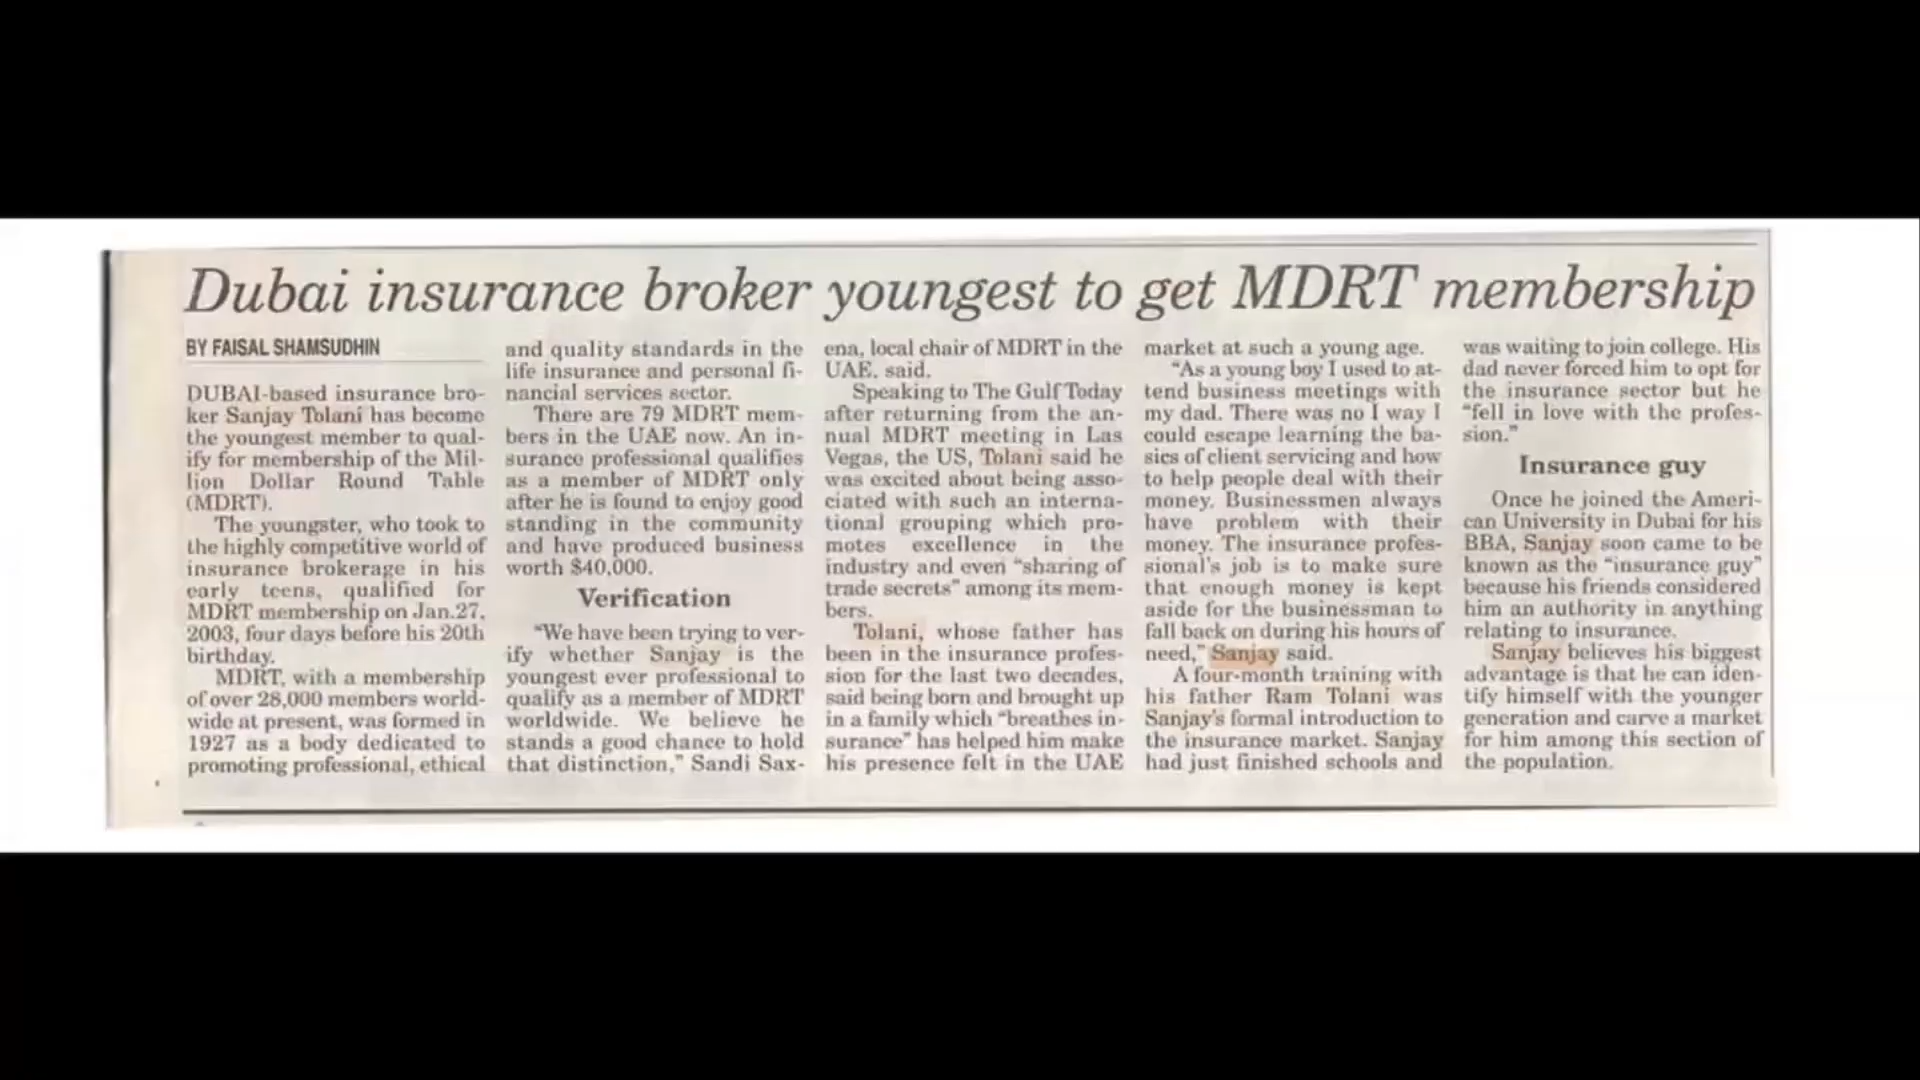 Dubai insurance broker youngest to get MDRT membership
BY FAISAL SHAMSUDHIN
DUBAI-based insurance bro-
ker Sanjay Tolani has become
the youngest member to qual-
ify for membership of the Mil-
lion Dollar Round Table
(MDRT).
The youngster, who took to
the highly competitive world of
insurance brokerage in his
early teens, qualified for
MDRT membership on Jan.27,
2003, four days before his 20th
birthday.
MDRT, with a membership
of over 28,000 members world-
wide at present, was formed in
1927 as a body dedicated to
promoting professional, ethical
and quality standards in the
life insurance and personal fi-
nancial services sector.
There are 79 MDRT mem-
bers in the UAE now. An in-
surance professional qualifies
as a member of MDRT only
after he is found to enjoy good
standing in the community
and have produced business
worth $40,000.
Verification
“We have been trying to ver-
ify whether Sanjay is the
youngest ever professional to
qualify as a member of MDRT
worldwide. We believe he
stands a good chance to hold
that distinction,” Sandi Sax-
ena, local chair of MDRT in the
UAE, said.
Speaking to The Gulf Today
after returning from the an-
nual MDRT meeting in Las
Vegas, the US, Tolani said he
was excited about being asso-
ciated with such an interna-
tional grouping which pro-
motes excellence in the
industry and even “sharing of
trade secrets” among its mem-
bers.
Tolani, whose father has
been in the insurance profes-
sion for the last two decades,
said being born and brought up
in a family which “breathes in-
surance” has helped him make
his presence felt in the UAE
market at such a young age.
“As a young boy I used to at-
tend business meetings with
my dad. There was no I way I
could escape learning the ba-
sics of client servicing and how
to help people deal with their
money. Businessmen always
have problem with their
money. The insurance profes-
sional's job is to make sure
that enough money is kept
aside for the businessman to
fall back on during his hours of
need,” Sanjay said.
A four-month training with
his father Ram Tolani was
Sanjay's formal introduction to
the insurance market. Sanjay
had just finished schools and
was waiting to join college. His
dad never forced him to opt for
the insurance sector but he
“fell in love with the profes-
sion.”
Insurance guy
Once he joined the Ameri-
can University in Dubai for his
BBA, Sanjay soon came to be
known as the “insurance guy”
because his friends considered
him an authority in anything
relating to insurance.
Sanjay believes his biggest
advantage is that he can iden-
tify himself with the younger
generation and carve a market
for him among this section of
the population.